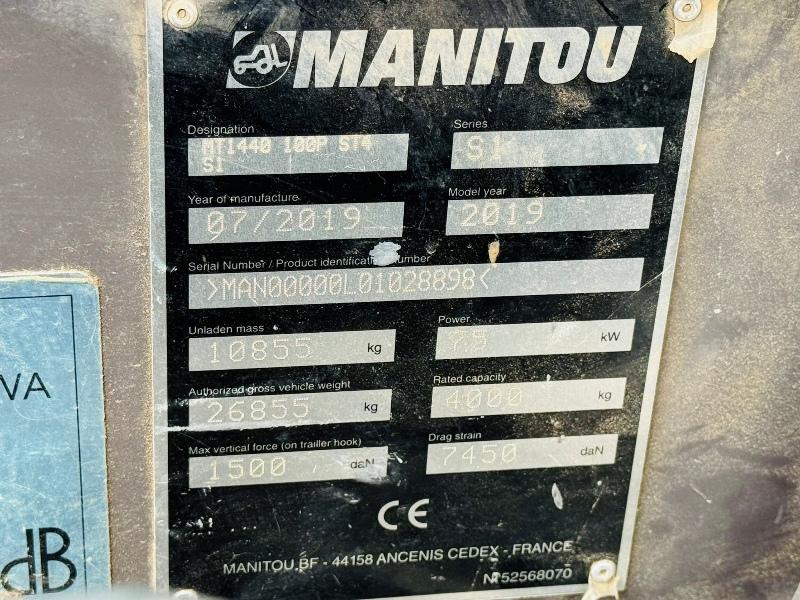 MANITOU
Designation
MT1440 100P ST4
S1
Series
S1
Year of manufacture
07/2019
Model year
2019
Serial Number / Product identification number
>MAN00000L01028898<
Unladen mass
10855 kg
Power
75 kW
Authorized gross vehicle weight
26855 kg
Rated capacity
4000 kg
Max vertical force (on trailler hook)
1500 daN
Drag strain
7450 daN
CE
MANITOU BF - 44158 ANCENIS CEDEX - FRANCE
N°52568070
VA
dB